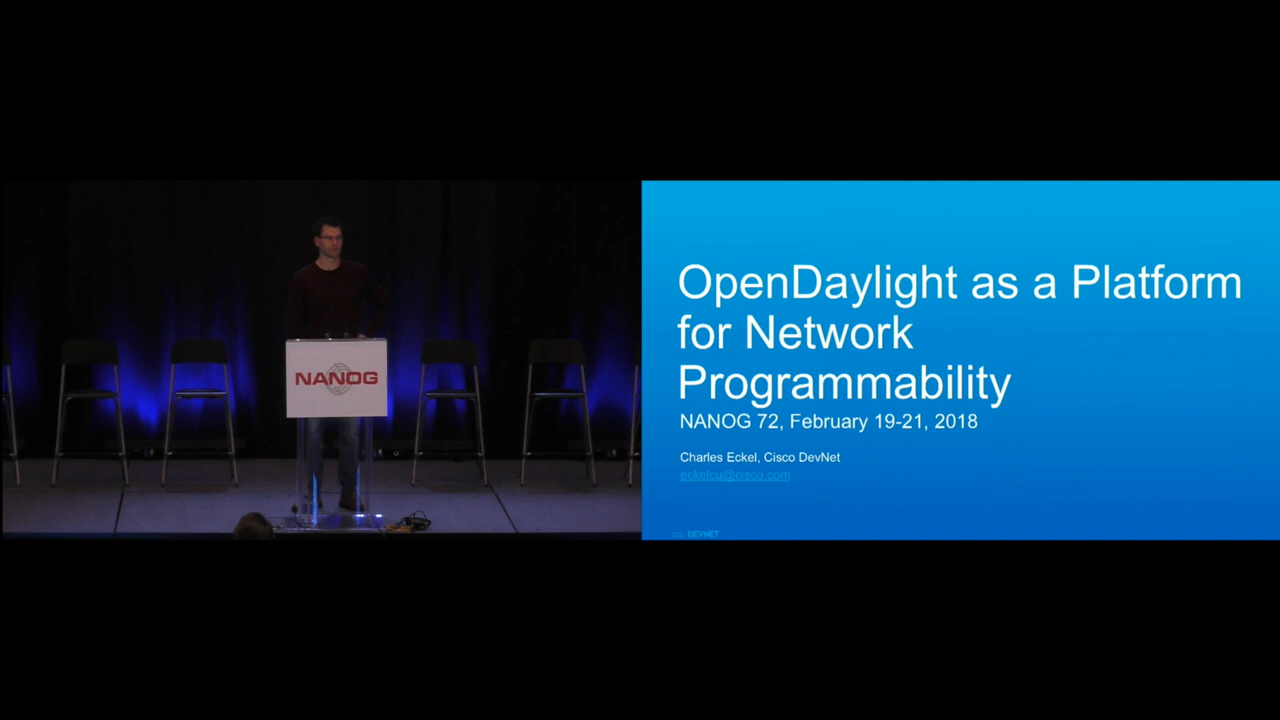 NANOG
OpenDaylight as a Platform
for Network
Programmability
NANOG 72, February 19-21, 2018
Charles Eckel, Cisco DevNet
eckelcu@cisco.com
DEVNET